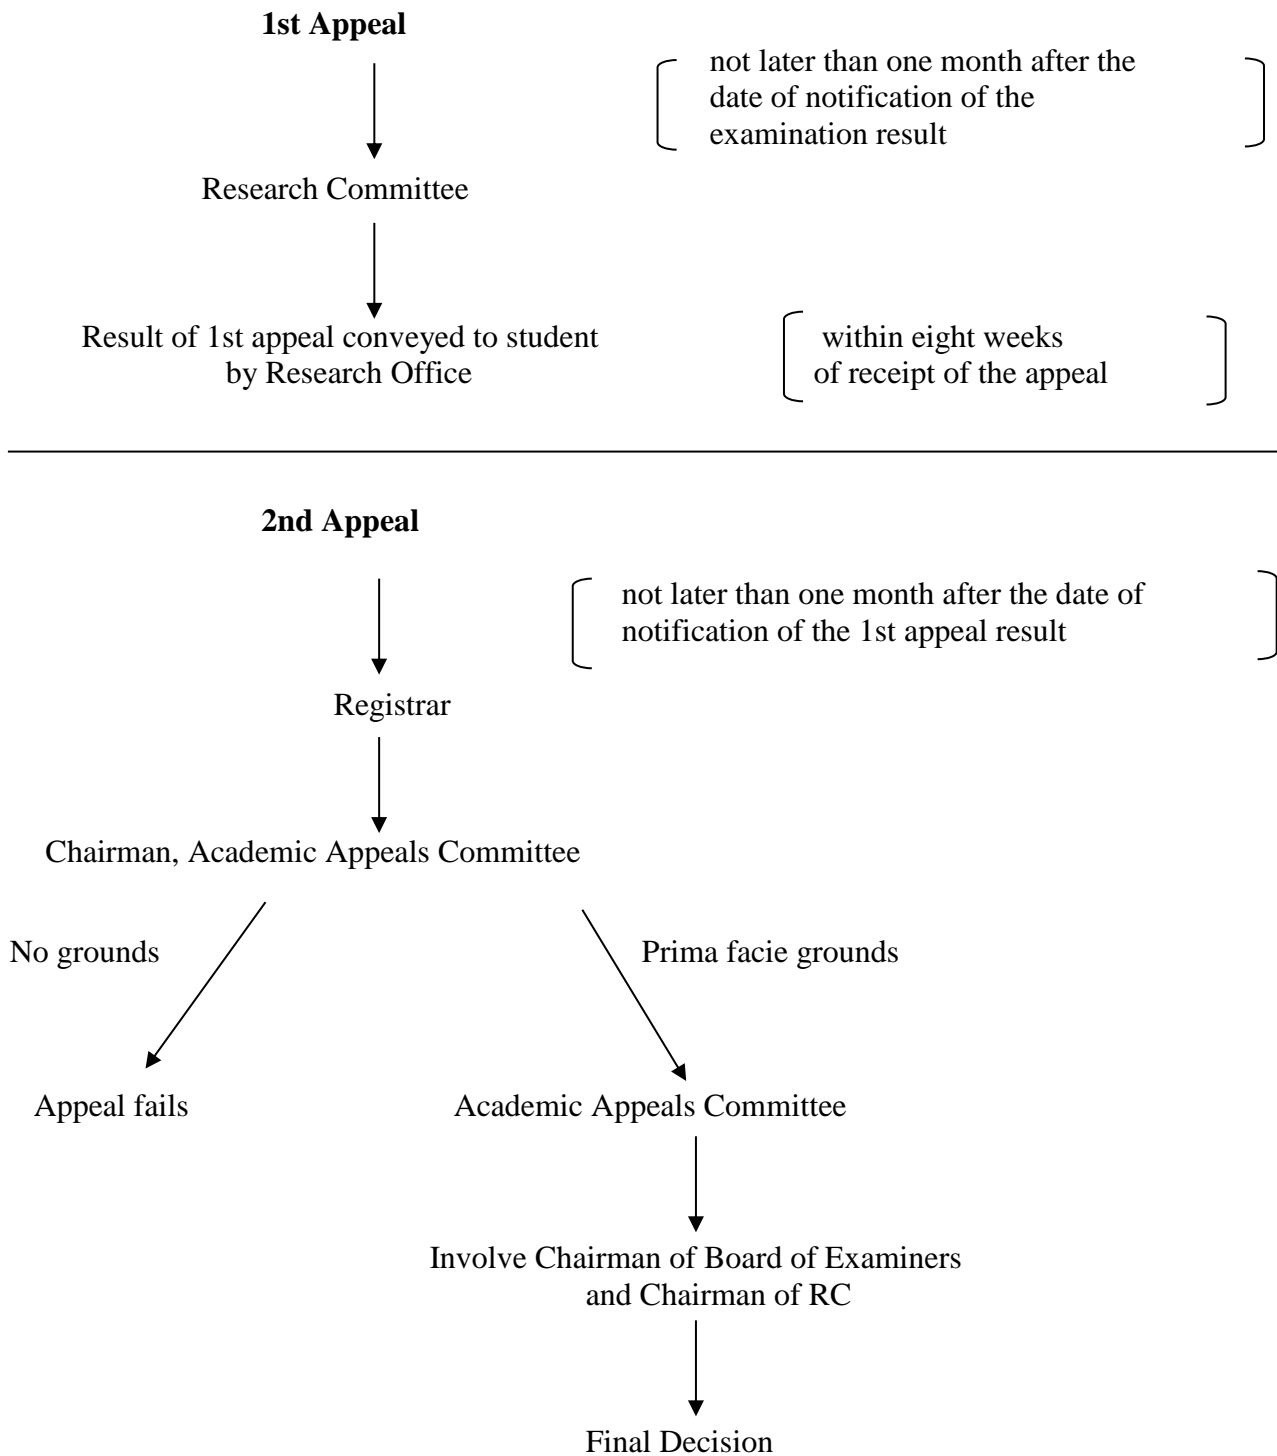 1st Appeal
not later than one month after the
date of notification of the
examination result
Research Committee
Result of 1st appeal conveyed to student
by Research Office
within eight weeks
of receipt of the appeal
2nd Appeal
not later than one month after the date of
notification of the 1st appeal result
Registrar
Chairman, Academic Appeals Committee
No grounds
Prima facie grounds
Appeal fails
Academic Appeals Committee
Involve Chairman of Board of Examiners
and Chairman of RC
Final Decision